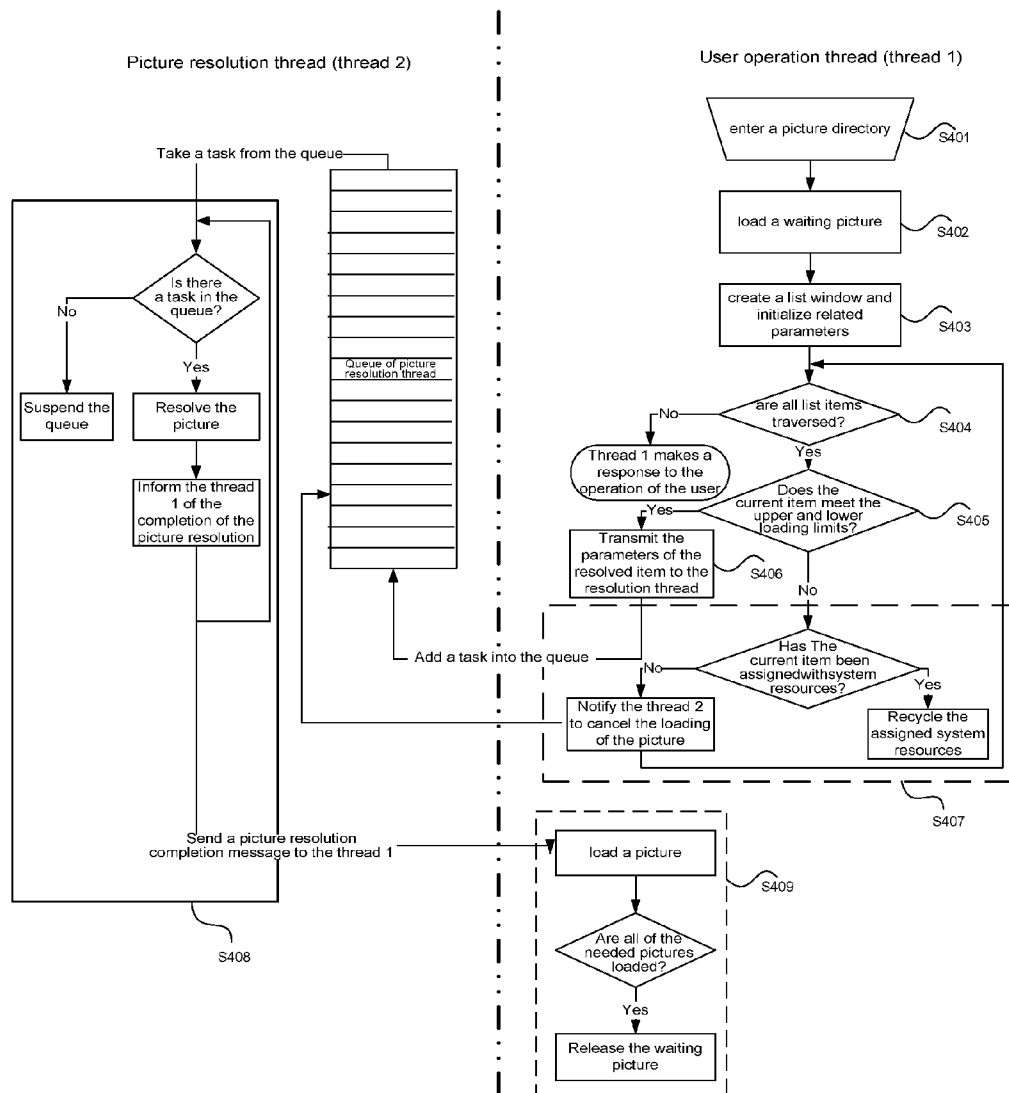 Picture resolution thread (thread 2)
User operation thread (thread 1)
enter a picture directory
S401
load a waiting picture
S402
create a list window and
initialize related
parameters
S403
are all list items
traversed?
S404
No
Yes
Thread 1 makes a
response to the
operation of the user
Does the
current item meet the
upper and lower
loading limits?
S405
Yes
No
Transmit the
parameters of the
resolved item to the
resolution thread
S406
Add a task into the queue
Has The
current item been
assignedwithsystem
resources?
No
Yes
Notify the thread 2
to cancel the loading
of the picture
Recycle the
assigned system
resources
S407
Take a task from the queue
Queue of picture
resolution thread
Is there
a task in the
queue?
No
Yes
Suspend the
queue
Resolve the
picture
Inform the thread
1 of the
completion of the
picture resolution
Send a picture resolution
completion message to the thread 1
S408
load a picture
S409
Are all of the
needed pictures
loaded?
Yes
Release the waiting
picture